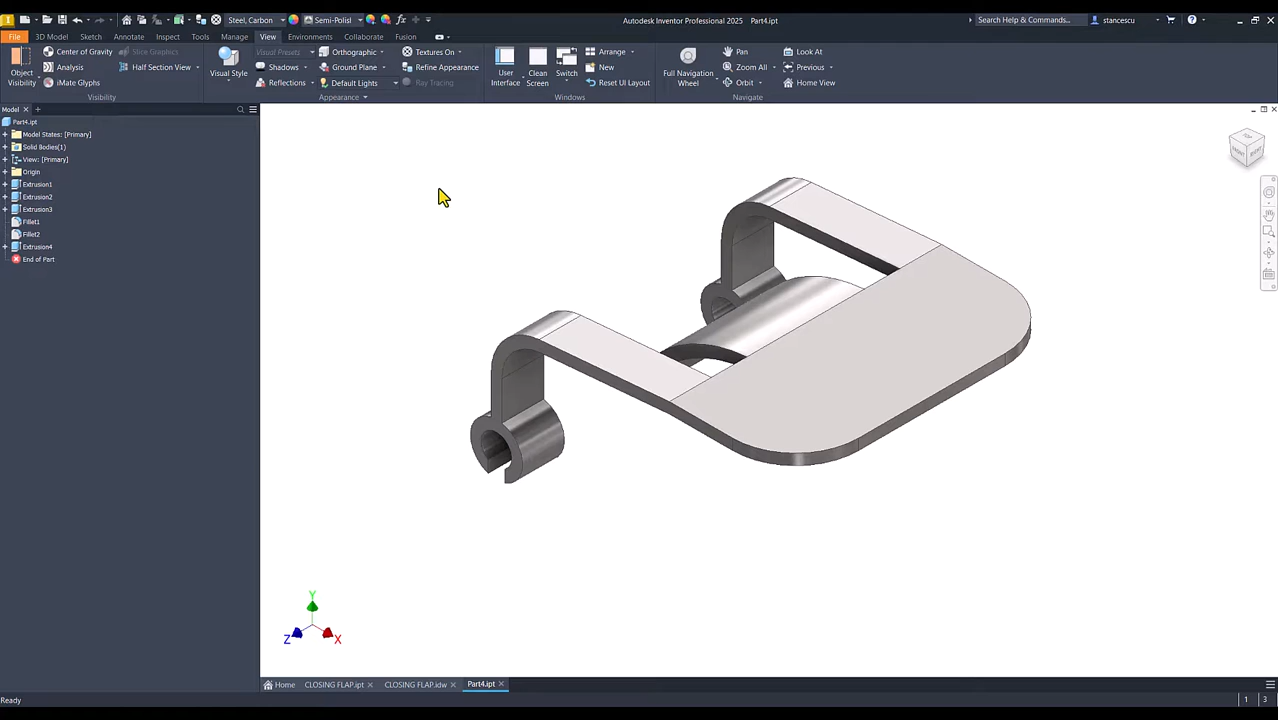 Steel, Carbon
Semi-Polisl
fx
Autodesk Inventor Professional 2025 Part4.ipt
Search Help & Commands...
stancescu
File 3D Model Sketch Annotate Inspect Tools Manage View Environments Collaborate Fusion
Object Visibility
Center of Gravity
Analysis
iMate Glyphs
Slice Graphics
Half Section View
Visibility
Visual Style
Visual Presets
Shadows
Reflections
Orthographic
Ground Plane
Default Lights
Textures On
Refine Appearance
Ray Tracing
Appearance
User Interface
Clean Screen
Switch
Arrange
New
Reset UI Layout
Windows
Full Navigation Wheel
Pan
Zoom All
Orbit
Look At
Previous
Home View
Navigate
Model
Part4.ipt
Model States: [Primary]
Solid Bodies(1)
View: [Primary]
Origin
Extrusion1
Extrusion2
Extrusion3
Fillet1
Fillet2
Extrusion4
End of Part
TOP
FRONT
RIGHT
Y
Z
X
Home CLOSING FLAP.ipt CLOSING FLAP.idw Part4.ipt
Ready
1 3